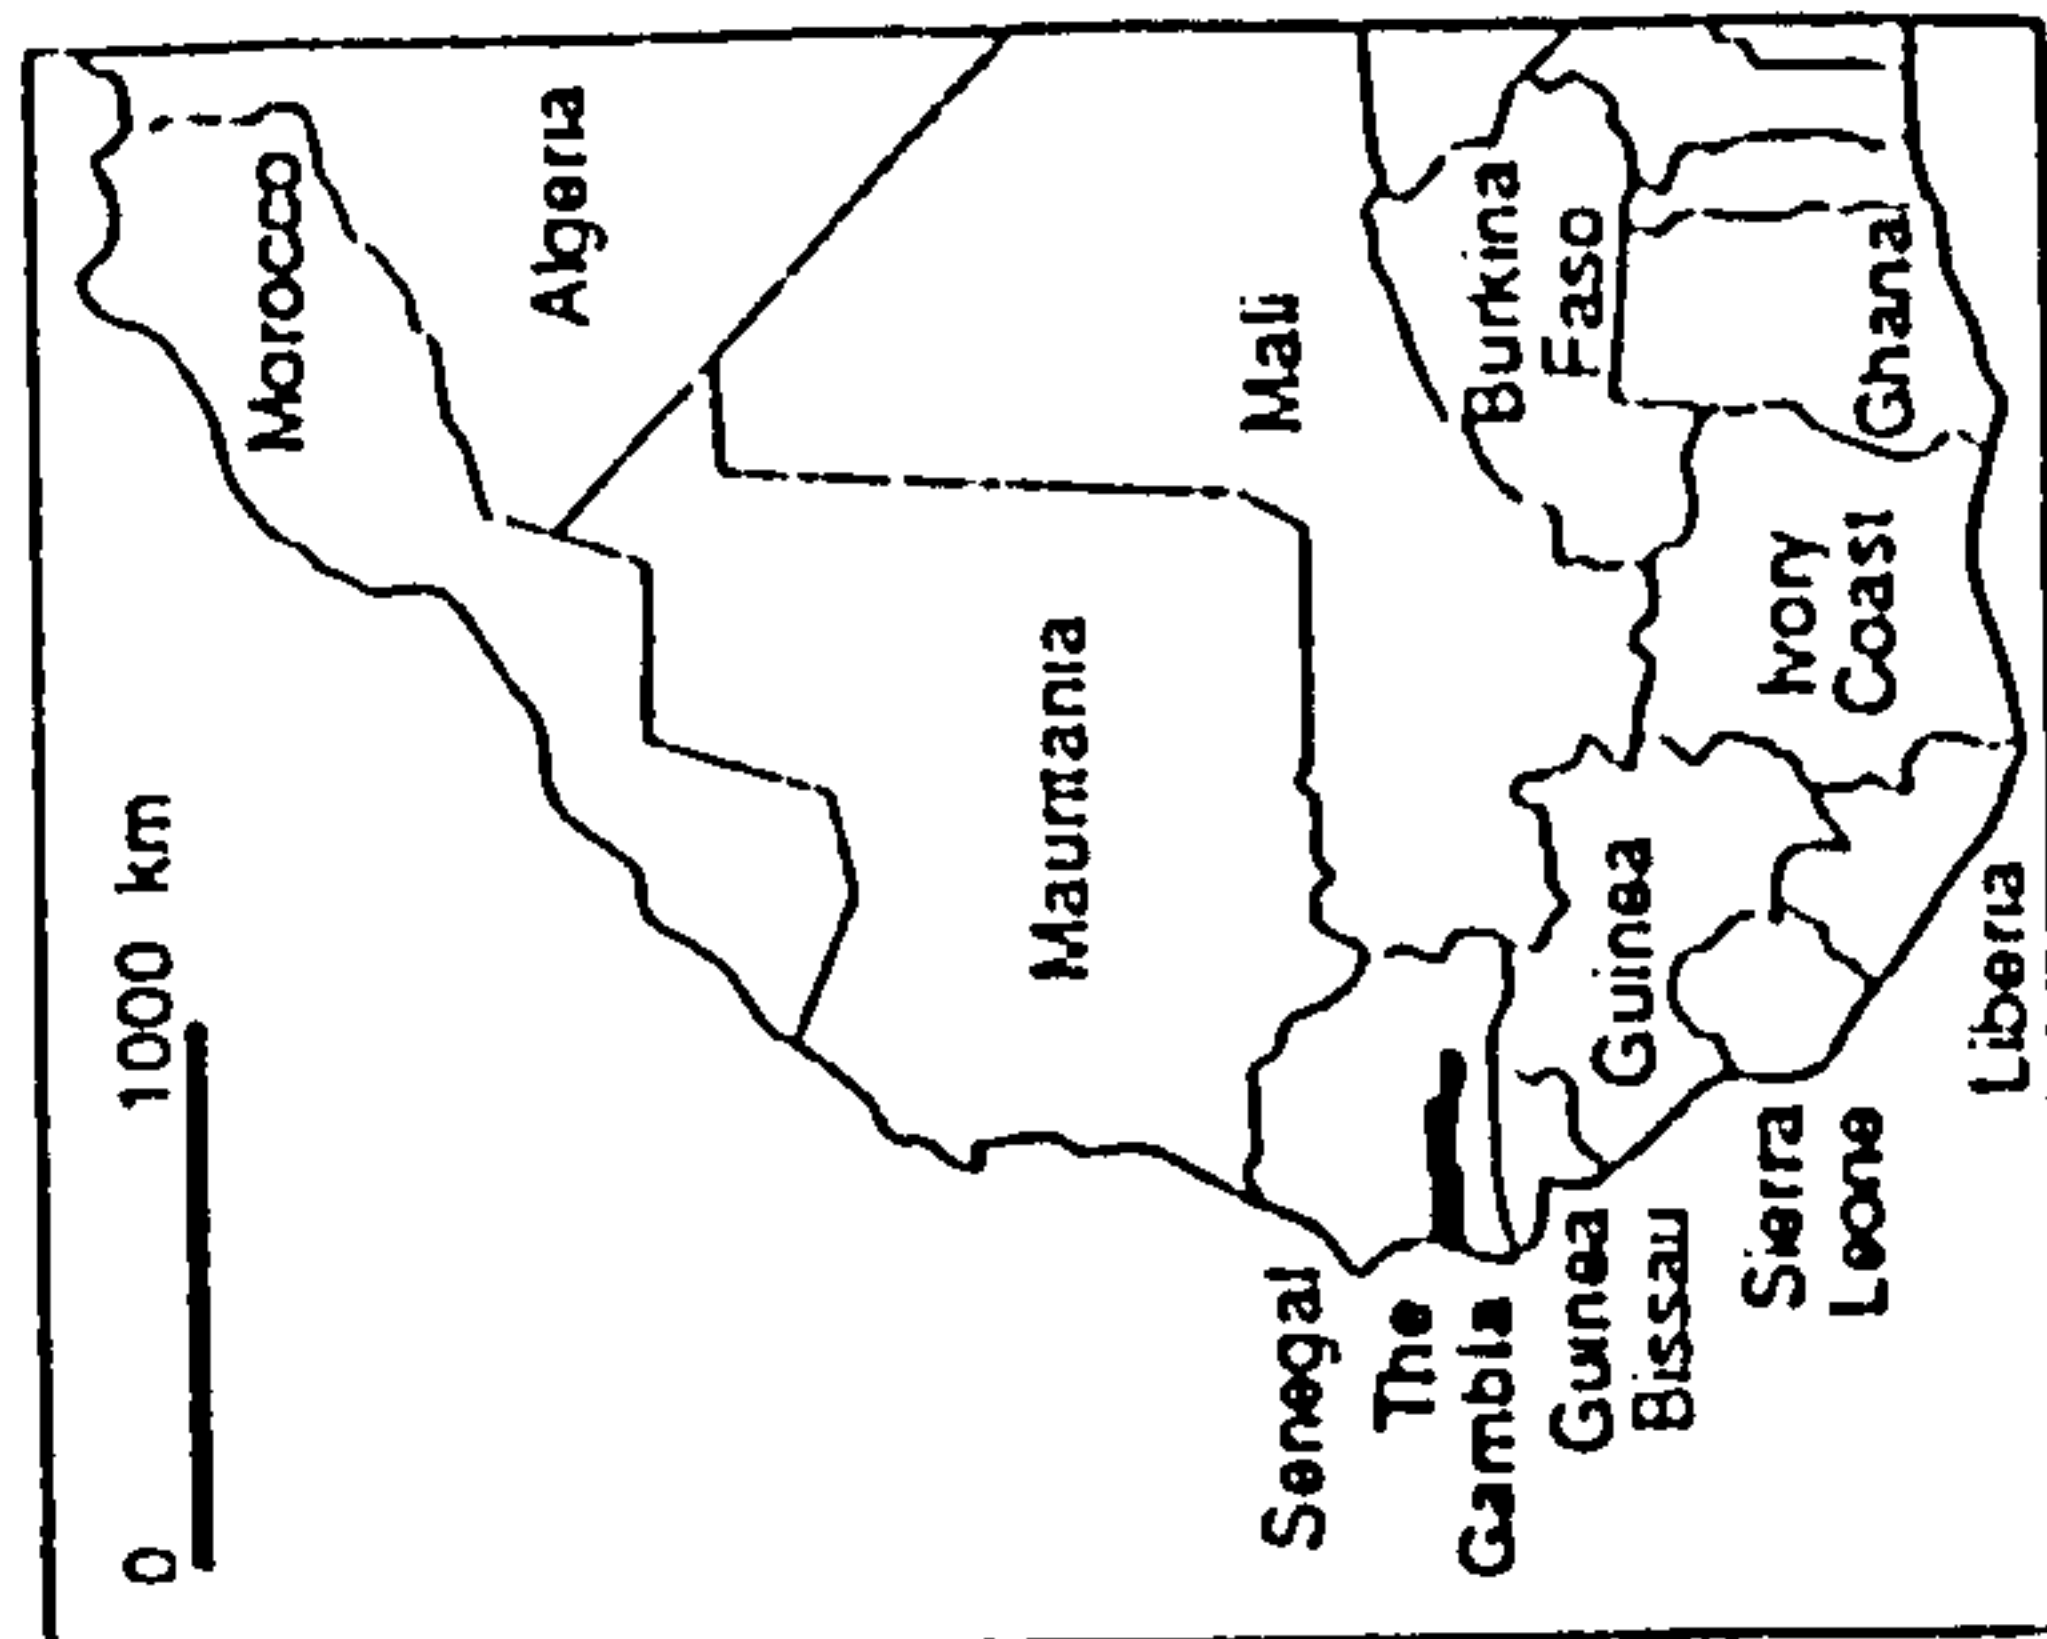 0 1000 km
Morocco
Algeria
Mauritania
Mali
Senegal
The
Gambia
Burkina
Faso
Guinea
Bissau
Guinea
Sierra
Leone
Ivory
Coast
Ghana
Liberia